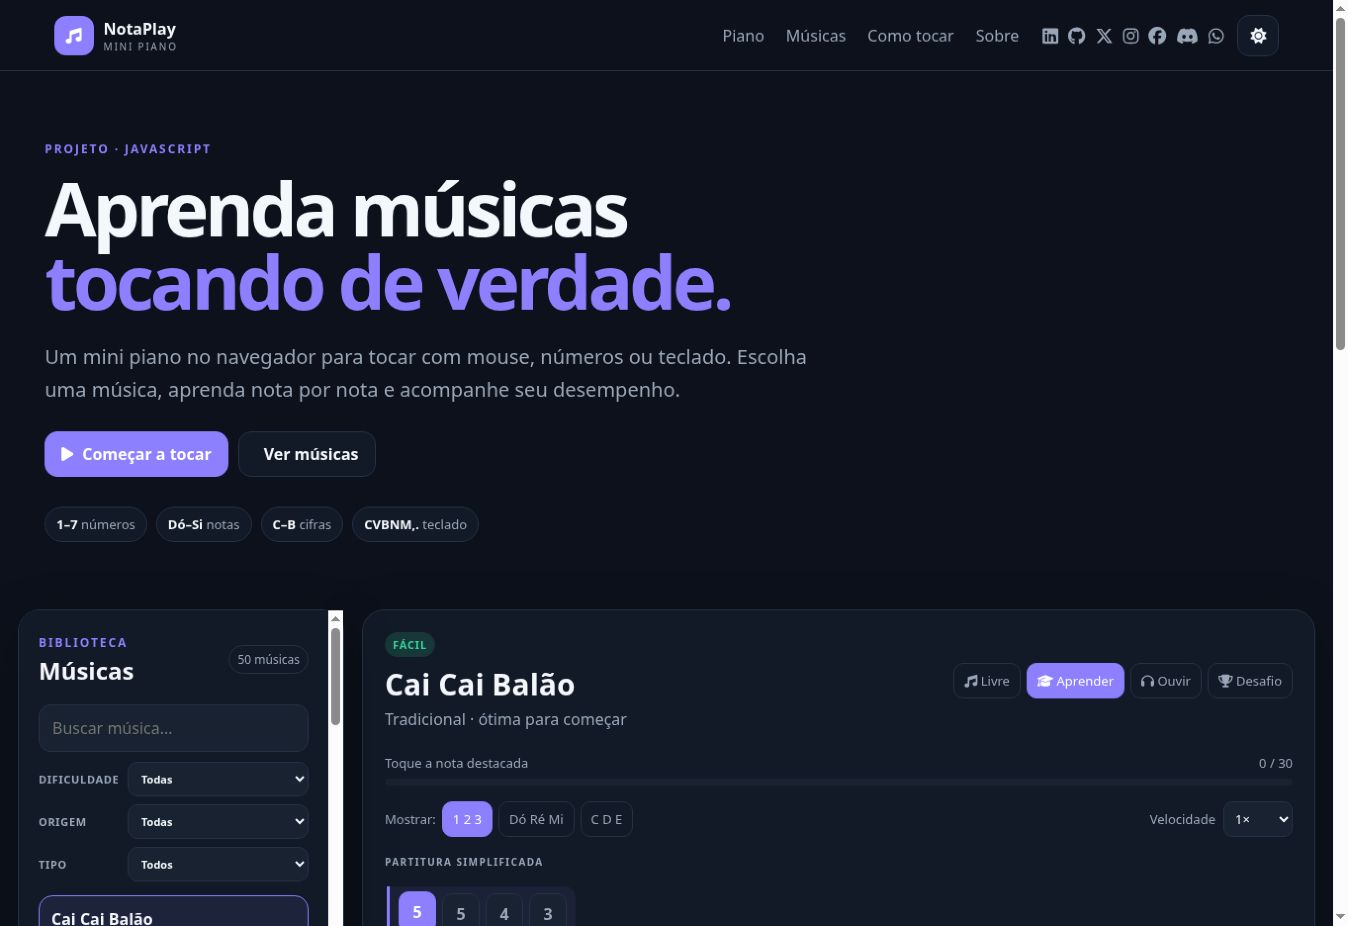 NotaPlay
MINI PIANO
Piano
Músicas
Como tocar
Sobre
PROJETO · JAVASCRIPT
Aprenda músicas
tocando de verdade.
Um mini piano no navegador para tocar com mouse, números ou teclado. Escolha
uma música, aprenda nota por nota e acompanhe seu desempenho.
Começar a tocar
Ver músicas
1–7 números
Dó–Si notas
C–B cifras
CVBNM,. teclado
BIBLIOTECA
Músicas
50 músicas
Buscar música...
DIFICULDADE
Todas
ORIGEM
Todas
TIPO
Todos
Cai Cai Balão
FÁCIL
Cai Cai Balão
Tradicional · ótima para começar
Livre
Aprender
Ouvir
Desafio
Toque a nota destacada
0 / 30
Mostrar:
1 2 3
Dó Ré Mi
C D E
Velocidade
1×
PARTITURA SIMPLIFICADA
5
5
4
3